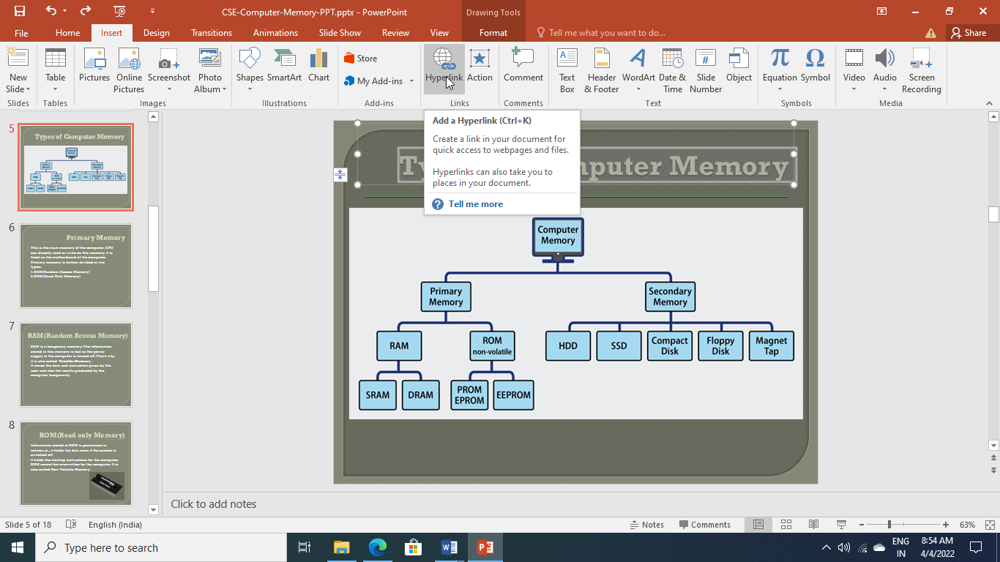 CSE-Computer-Memory-PPT.pptx - PowerPoint
Drawing Tools
File
Home
Insert
Design
Transitions
Animations
Slide Show
Review
View
Format
Tell me what you want to do...
Share
New Slide
Table
Pictures
Online Pictures
Screenshot
Photo Album
Shapes
SmartArt
Chart
Store
My Add-ins
Hyperlink
Action
Comment
Text Box
Header & Footer
WordArt
Date & Time
Slide Number
Object
Equation
Symbol
Video
Audio
Screen Recording
Slides
Tables
Images
Illustrations
Add-ins
Links
Comments
Text
Symbols
Media
Add a Hyperlink (Ctrl+K)
Create a link in your document for
quick access to webpages and files.
Hyperlinks can also take you to
places in your document.
Tell me more
5
Types of Computer Memory
6
Primary Memory
This is the main memory of the computer. CPU
can directly read or write on this memory. It is
fixed on the motherboard of the computer.
Primary memory is further divided in two
types.
1.RAM(Random Access Memory)
2.ROM(Read Only Memory)
7
RAM(Random Access Memory)
RAM is a temporary memory. The information
stored in this memory is lost as the power
supply to the computer is turned off. That's why
it is also called Volatile Memory .
It stores the data and instruction given by the
user and also the results produced by the
computer temporarily
8
ROM(Read only Memory)
Information stored in ROM is permanent in
nature,i.e., it holds the data even if the system is
switched off.
It holds the starting instructions for the computer.
ROM cannot be overwritten by the computer. It is
also called Non-Volatile Memory.
Ty
mputer Memory
Computer
Memory
Primary
Memory
Secondary
Memory
RAM
ROM
non-volatile
HDD
SSD
Compact
Disk
Floppy
Disk
Magnet
Tap
SRAM
DRAM
PROM
EPROM
EEPROM
Click to add notes
Slide 5 of 18
English (India)
Notes
Comments
63%
Type here to search
ENG
IN
8:54 AM
4/4/2022